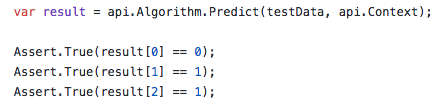 var result = api.Algorithm.Predict(testData, api.Context);
Assert.True(result[0] == 0);
Assert.True(result[1] == 1);
Assert.True(result[2] == 1);